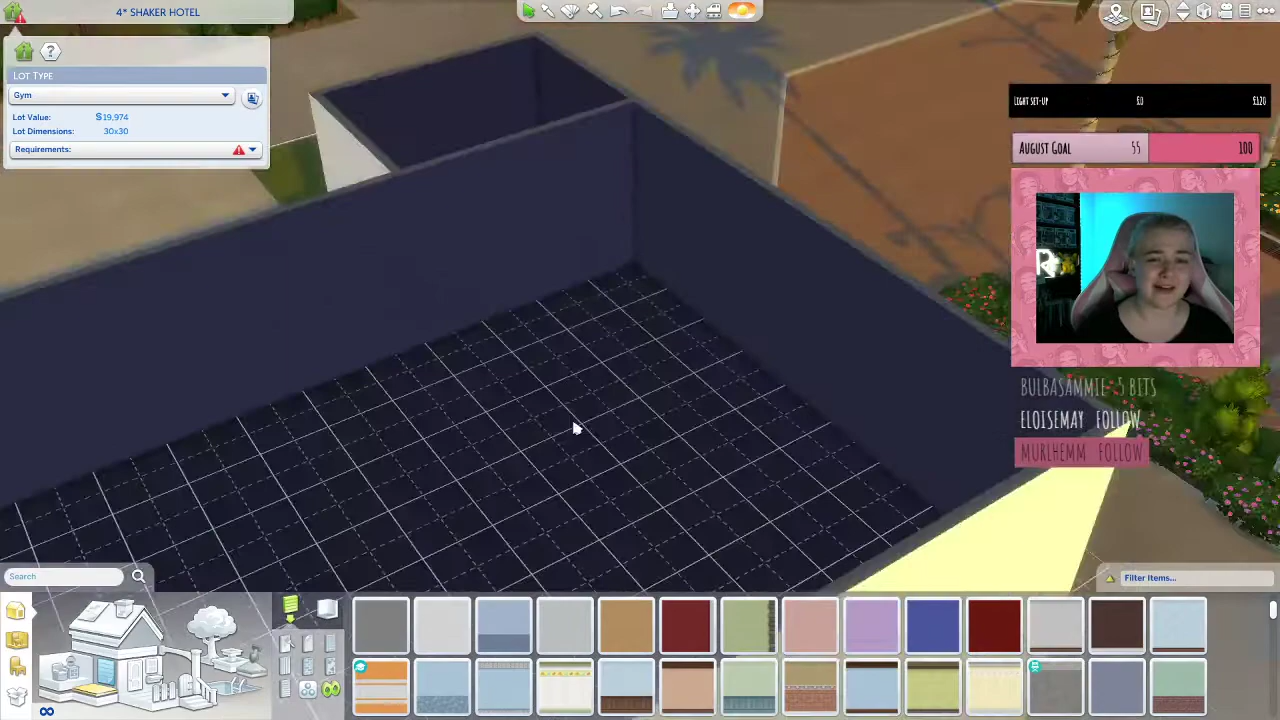 4* SHAKER HOTEL
LOT TYPE
Gym
Lot Value: §19,974
Lot Dimensions: 30x30
Requirements:
LIGHT SET-UP £0 £120
AUGUST GOAL 55 100
BULBASAMMIE 5 BITS
ELOISEMAY FOLLOW
MURLHEMM FOLLOW
Search
Filter Items...